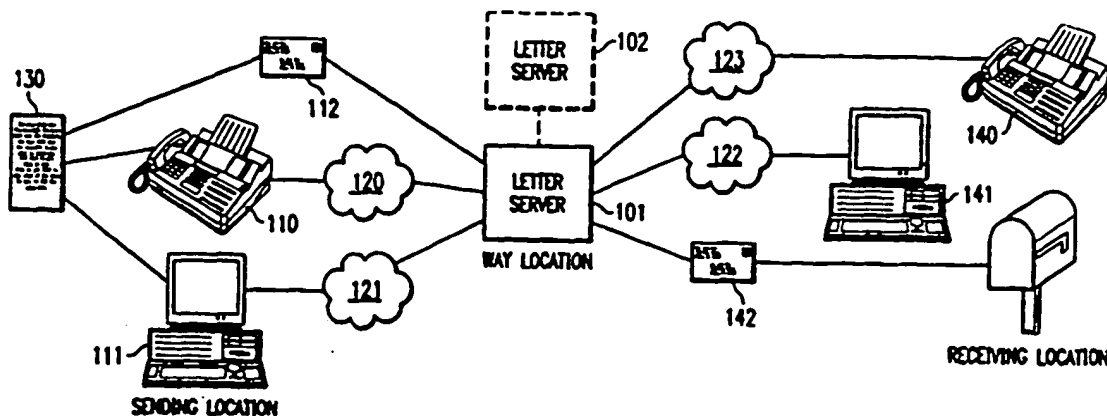 130
112
LETTER
SERVER
102
123
140
110
120
LETTER
SERVER
101
WAY LOCATION
122
141
121
142
111
SENDING LOCATION
RECEIVING LOCATION